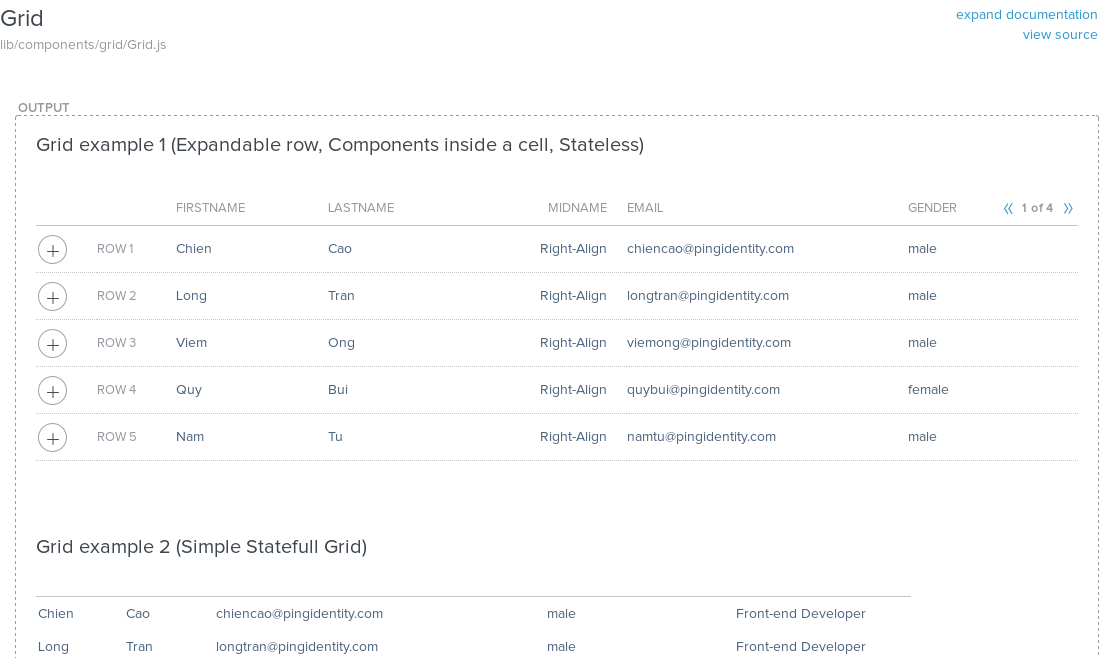 Grid
expand documentation
lib/components/grid/Grid.js
view source
OUTPUT
Grid example 1 (Expandable row, Components inside a cell, Stateless)
FIRSTNAME LASTNAME MIDNAME EMAIL GENDER « 1 of 4 »
+ ROW 1 Chien Cao Right-Align chiencao@pingidentity.com male
+ ROW 2 Long Tran Right-Align longtran@pingidentity.com male
+ ROW 3 Viem Ong Right-Align viemong@pingidentity.com male
+ ROW 4 Quy Bui Right-Align quybui@pingidentity.com female
+ ROW 5 Nam Tu Right-Align namtu@pingidentity.com male
Grid example 2 (Simple Statefull Grid)
Chien Cao chiencao@pingidentity.com male Front-end Developer
Long Tran longtran@pingidentity.com male Front-end Developer